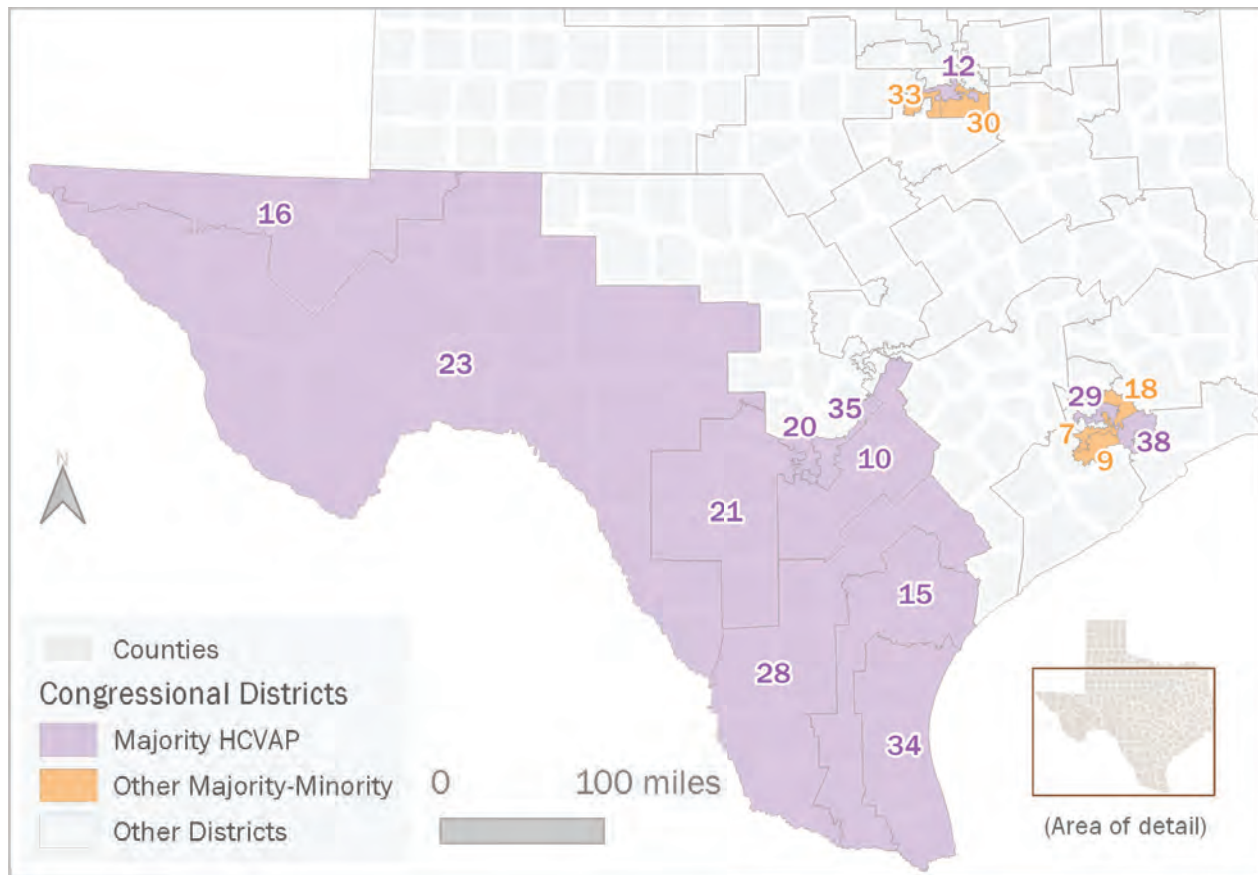 12
33
30
16
23
29
18
35
7
38
20
9
10
21
N
15
28
34
Counties
Congressional Districts
Majority HCVAP
Other Majority-Minority
Other Districts
0 100 miles
(Area of detail)